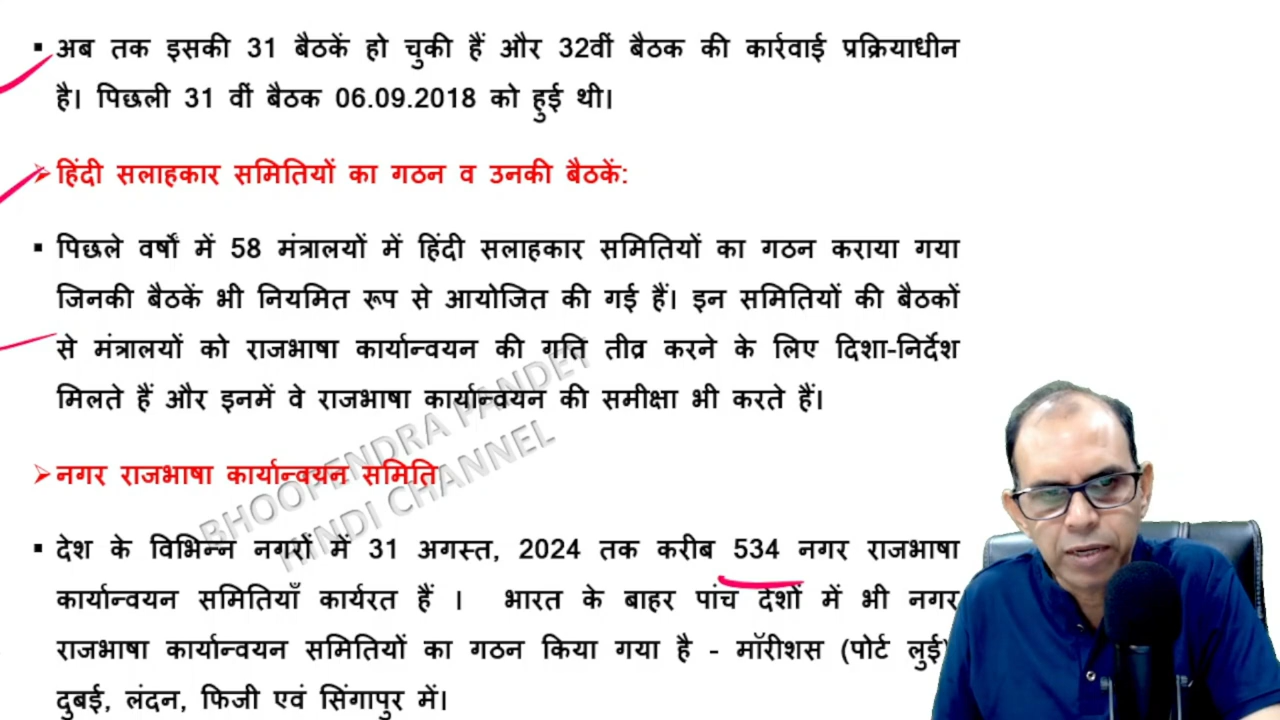 ▪ अब तक इसकी 31 बैठकें हो चुकी हैं और 32वीं बैठक की कार्रवाई प्रक्रियाधीन
है। पिछली 31 वीं बैठक 06.09.2018 को हुई थी।
➢ हिंदी सलाहकार समितियों का गठन व उनकी बैठकें:
▪ पिछले वर्षों में 58 मंत्रालयों में हिंदी सलाहकार समितियों का गठन कराया गया
जिनकी बैठकें भी नियमित रूप से आयोजित की गई हैं। इन समितियों की बैठकों
से मंत्रालयों को राजभाषा कार्यान्वयन की गति तीव्र करने के लिए दिशा-निर्देश
मिलते हैं और इनमें वे राजभाषा कार्यान्वयन की समीक्षा भी करते हैं।
➢ नगर राजभाषा कार्यान्वयन समिति
▪ देश के विभिन्न नगरों में 31 अगस्त, 2024 तक करीब 534 नगर राजभाषा
कार्यान्वयन समितियाँ कार्यरत हैं । भारत के बाहर पांच देशों में भी नगर
राजभाषा कार्यान्वयन समितियों का गठन किया गया है - मॉरीशस (पोर्ट लुई)
दुबई, लंदन, फिजी एवं सिंगापुर में।
BHOOPENDRA PANDEY
HINDI CHANNEL